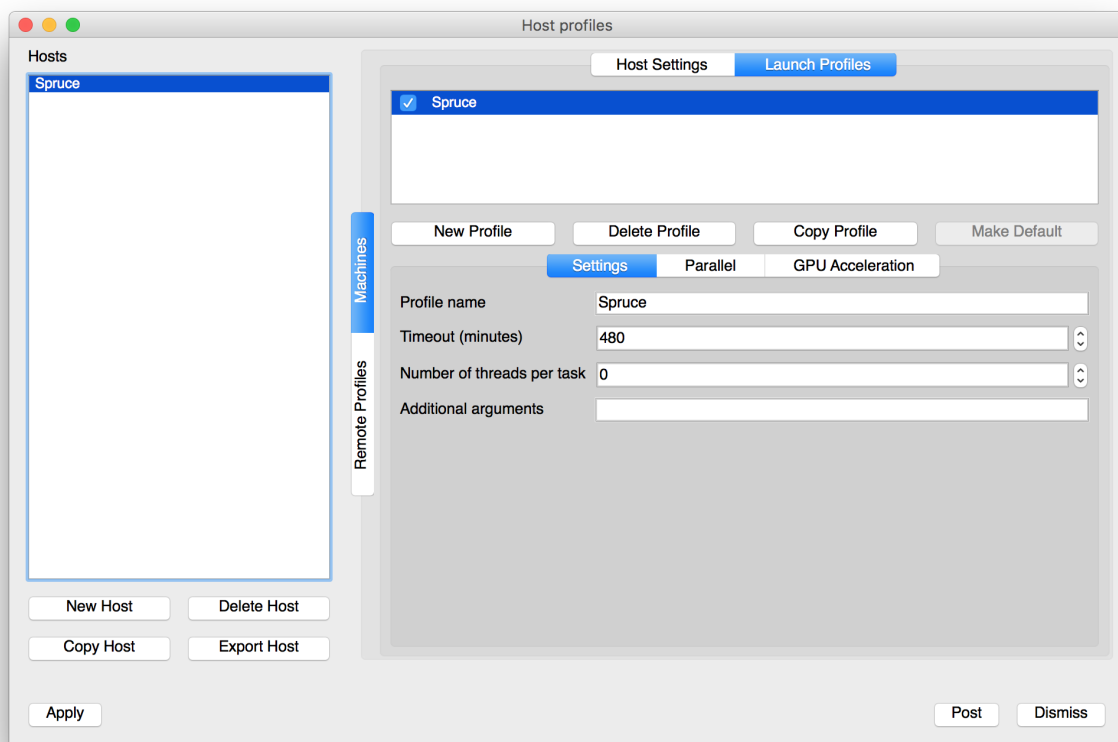 Host profiles
Hosts
Spruce
New Host
Delete Host
Copy Host
Export Host
Machines
Remote Profiles
Host Settings
Launch Profiles
Spruce
New Profile
Delete Profile
Copy Profile
Make Default
Settings
Parallel
GPU Acceleration
Profile name
Spruce
Timeout (minutes)
480
Number of threads per task
0
Additional arguments
Apply
Post
Dismiss